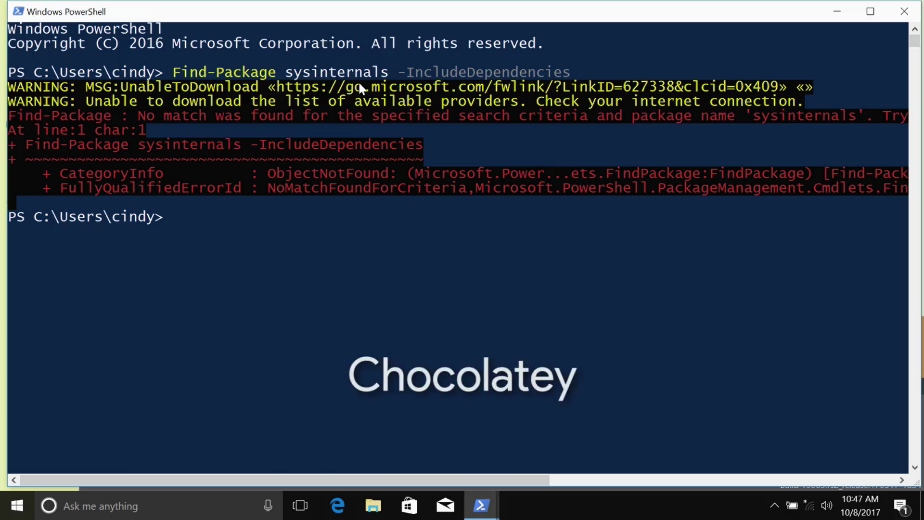 Windows PowerShell
Windows PowerShell
Copyright (C) 2016 Microsoft Corporation. All rights reserved.
PS C:\Users\cindy> Find-Package sysinternals -IncludeDependencies
WARNING: MSG:UnableToDownload «https://go.microsoft.com/fwlink/?LinkID=627338&clcid=0x409» «»
WARNING: Unable to download the list of available providers. Check your internet connection.
Find-Package : No match was found for the specified search criteria and package name 'sysinternals'. Try
At line:1 char:1
+ Find-Package sysinternals -IncludeDependencies
+ ~~~~~~~~~~~~~~~~~~~~~~~~~~~~~~~~~~~~~~~~~~~~~~
+ CategoryInfo : ObjectNotFound: (Microsoft.Power...ets.FindPackage:FindPackage) [Find-Pack
+ FullyQualifiedErrorId : NoMatchFoundForCriteria,Microsoft.PowerShell.PackageManagement.Cmdlets.Fin
PS C:\Users\cindy>
Chocolatey
Ask me anything
10:47 AM
10/8/2017
1